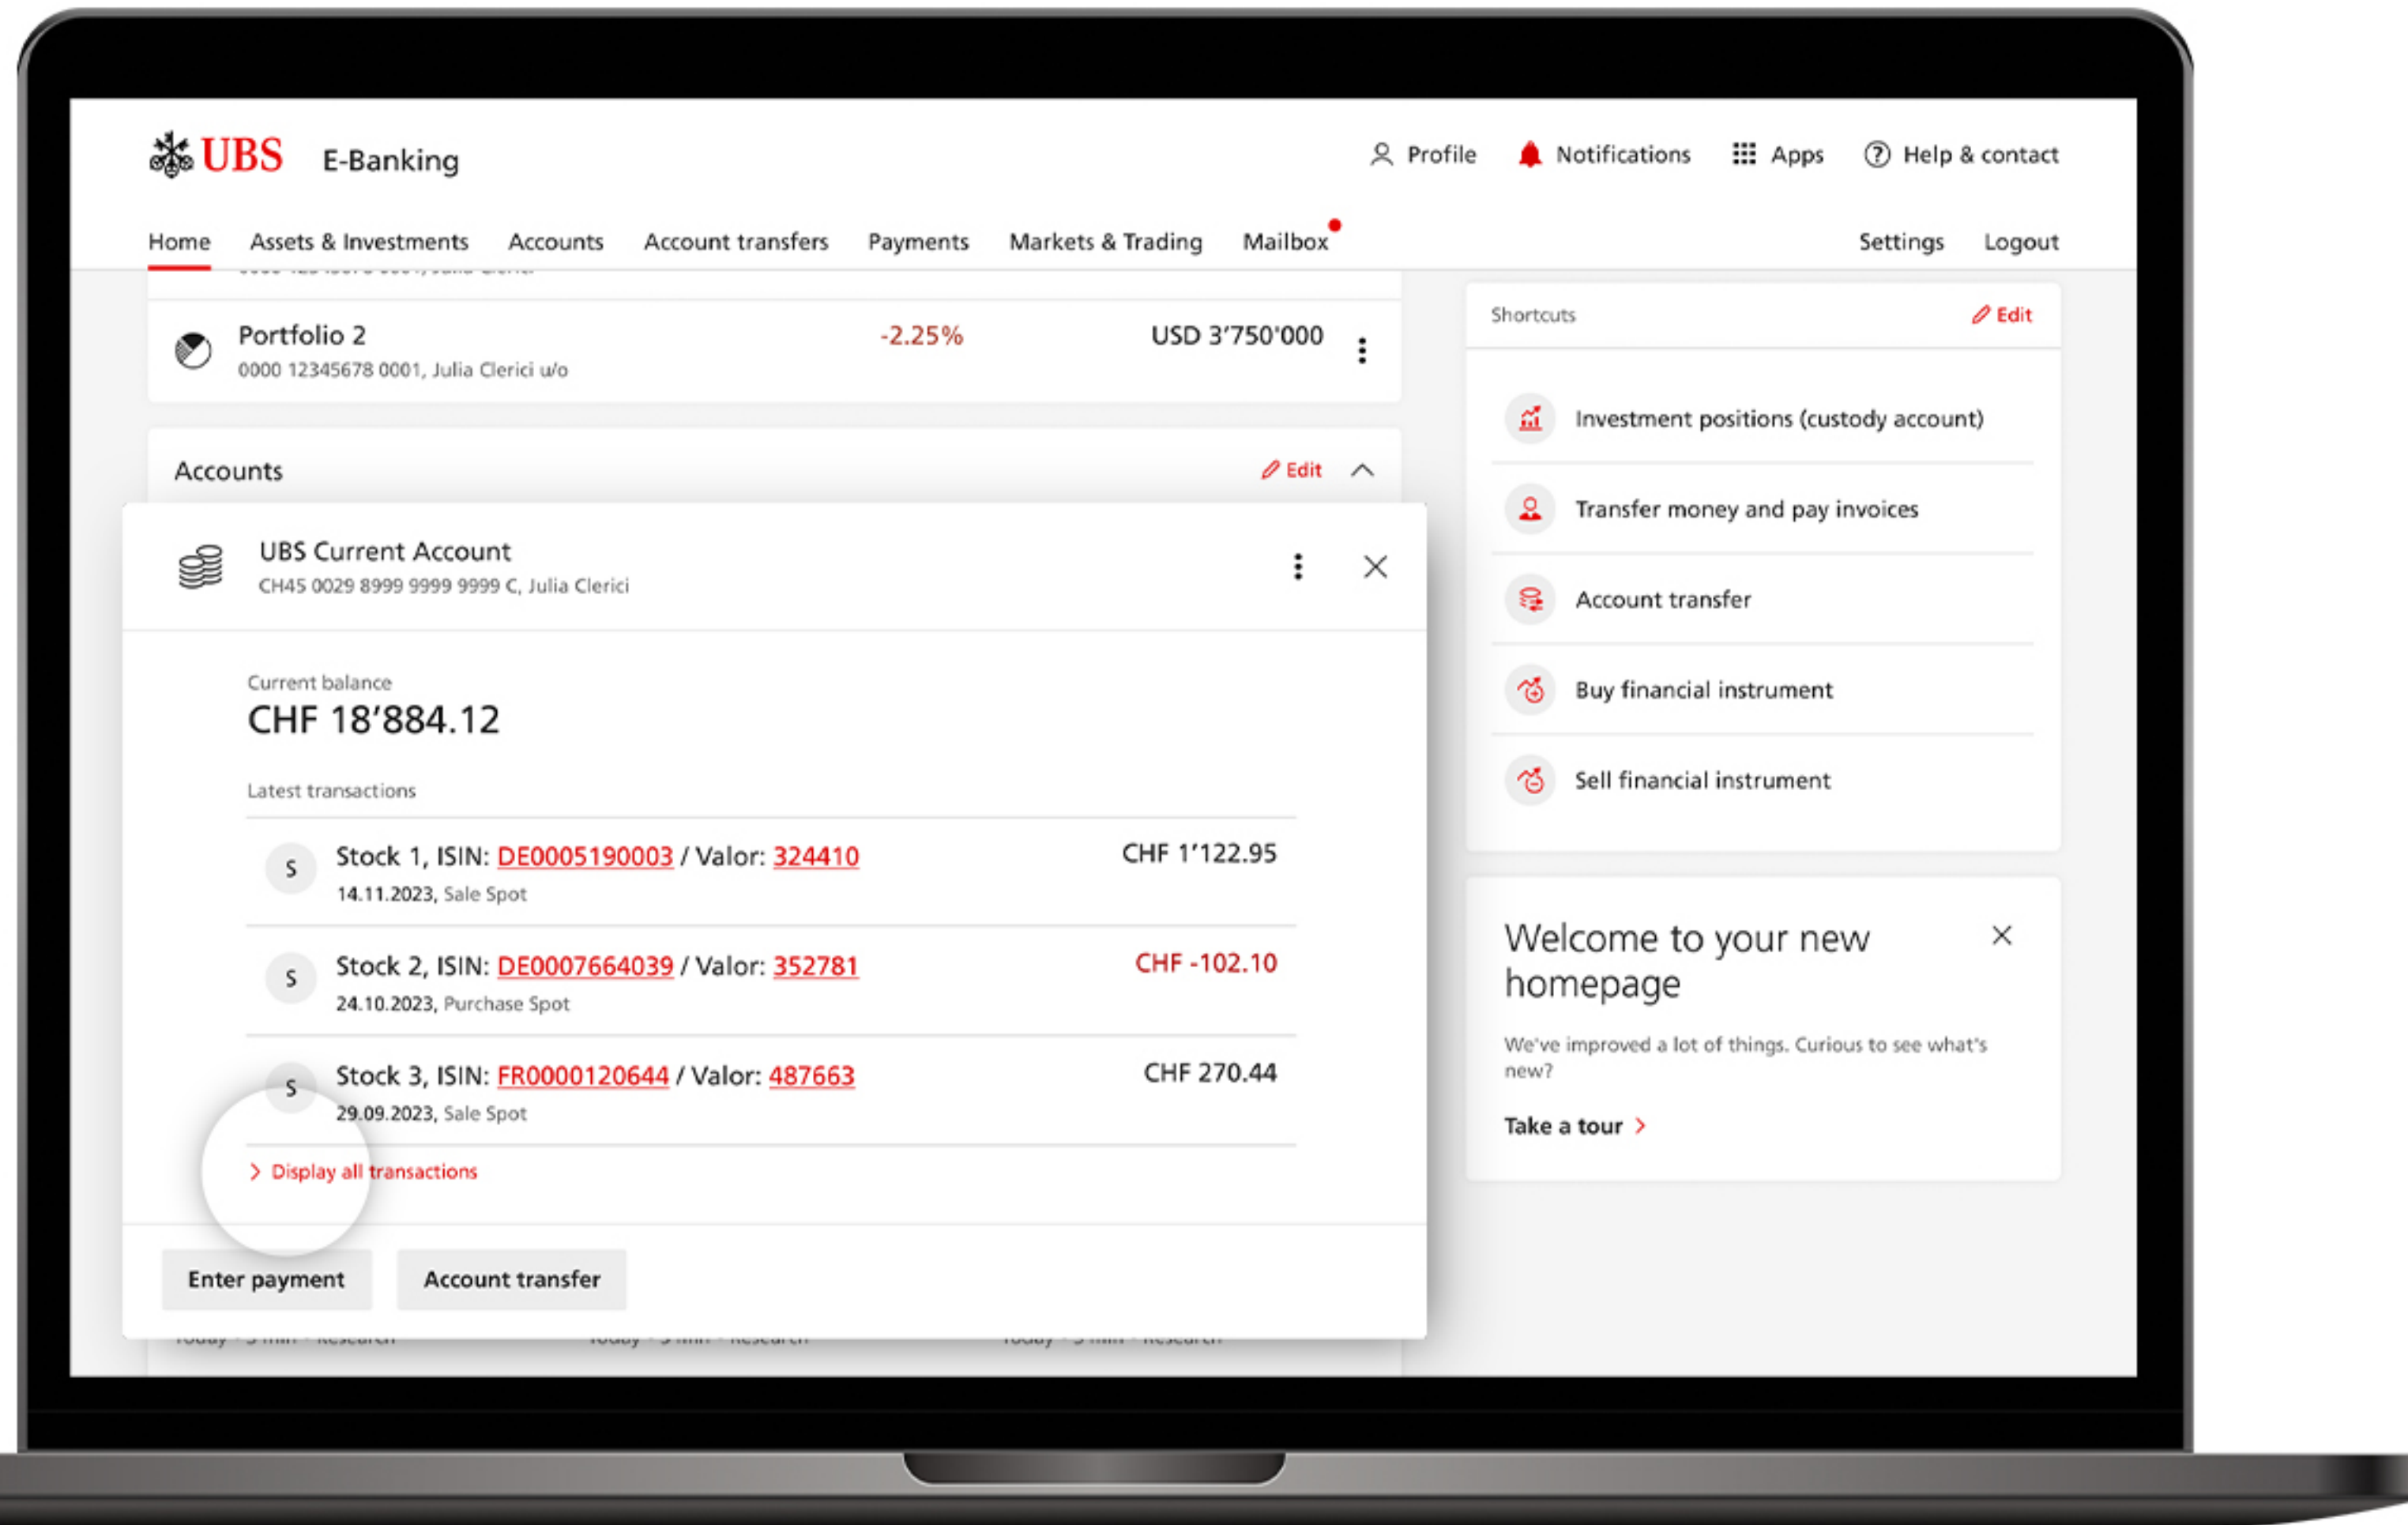 UBS E-Banking
Profile Notifications Apps Help & contact
Home Assets & Investments Accounts Account transfers Payments Markets & Trading Mailbox Settings Logout
Portfolio 2 -2.25% USD 3’750'000
0000 12345678 0001, Julia Clerici u/o
Accounts Edit
UBS Current Account
CH45 0029 8999 9999 9999 C, Julia Clerici
Current balance
CHF 18’884.12
Latest transactions
S Stock 1, ISIN: DE0005190003 / Valor: 324410 CHF 1’122.95
14.11.2023, Sale Spot
S Stock 2, ISIN: DE0007664039 / Valor: 352781 CHF -102.10
24.10.2023, Purchase Spot
S Stock 3, ISIN: FR0000120644 / Valor: 487663 CHF 270.44
29.09.2023, Sale Spot
Display all transactions
Enter payment Account transfer
Shortcuts Edit
Investment positions (custody account)
Transfer money and pay invoices
Account transfer
Buy financial instrument
Sell financial instrument
Welcome to your new
homepage
We've improved a lot of things. Curious to see what's
new?
Take a tour